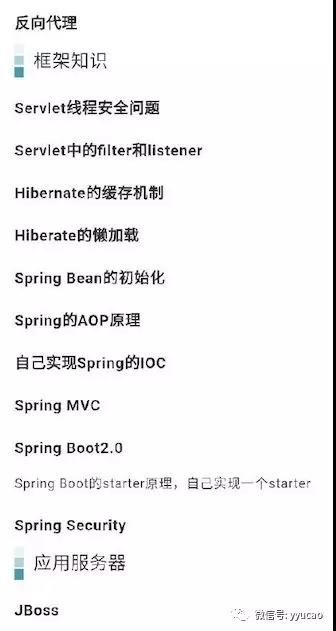 反向代理
框架知识
Servlet线程安全问题
Servlet中的filter和listener
Hibernate的缓存机制
Hiberate的懒加载
Spring Bean的初始化
Spring的AOP原理
自己实现Spring的IOC
Spring MVC
Spring Boot2.0
Spring Boot的starter原理，自己实现一个starter
Spring Security
应用服务器
JBoss
微信号: yyucao